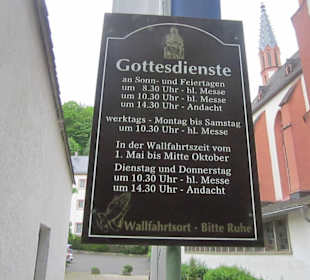 Gottesdienste
an Sonn- und Feiertagen
um 8.30 Uhr - hl. Messe
um 10.30 Uhr - hl. Messe
um 14.30 Uhr - Andacht
werktags - Montag bis Samstag
um 10.30 Uhr - hl. Messe
In der Wallfahrtszeit vom
1. Mai bis Mitte Oktober
Dienstag und Donnerstag
um 10.30 Uhr - hl. Messe
um 14.30 Uhr - Andacht
Wallfahrtsort - Bitte Ruhe